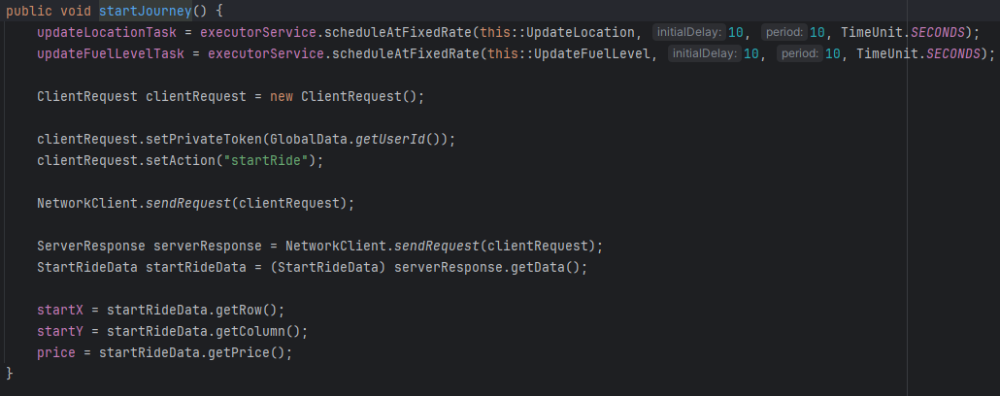 public void startJourney() {
    updateLocationTask = executorService.scheduleAtFixedRate(this::UpdateLocation, initialDelay: 10, period: 10, TimeUnit.SECONDS);
    updateFuelLevelTask = executorService.scheduleAtFixedRate(this::UpdateFuelLevel, initialDelay: 10, period: 10, TimeUnit.SECONDS);

    ClientRequest clientRequest = new ClientRequest();

    clientRequest.setPrivateToken(GlobalData.getUserId());
    clientRequest.setAction("startRide");

    NetworkClient.sendRequest(clientRequest);

    ServerResponse serverResponse = NetworkClient.sendRequest(clientRequest);
    StartRideData startRideData = (StartRideData) serverResponse.getData();

    startX = startRideData.getRow();
    startY = startRideData.getColumn();
    price = startRideData.getPrice();
}